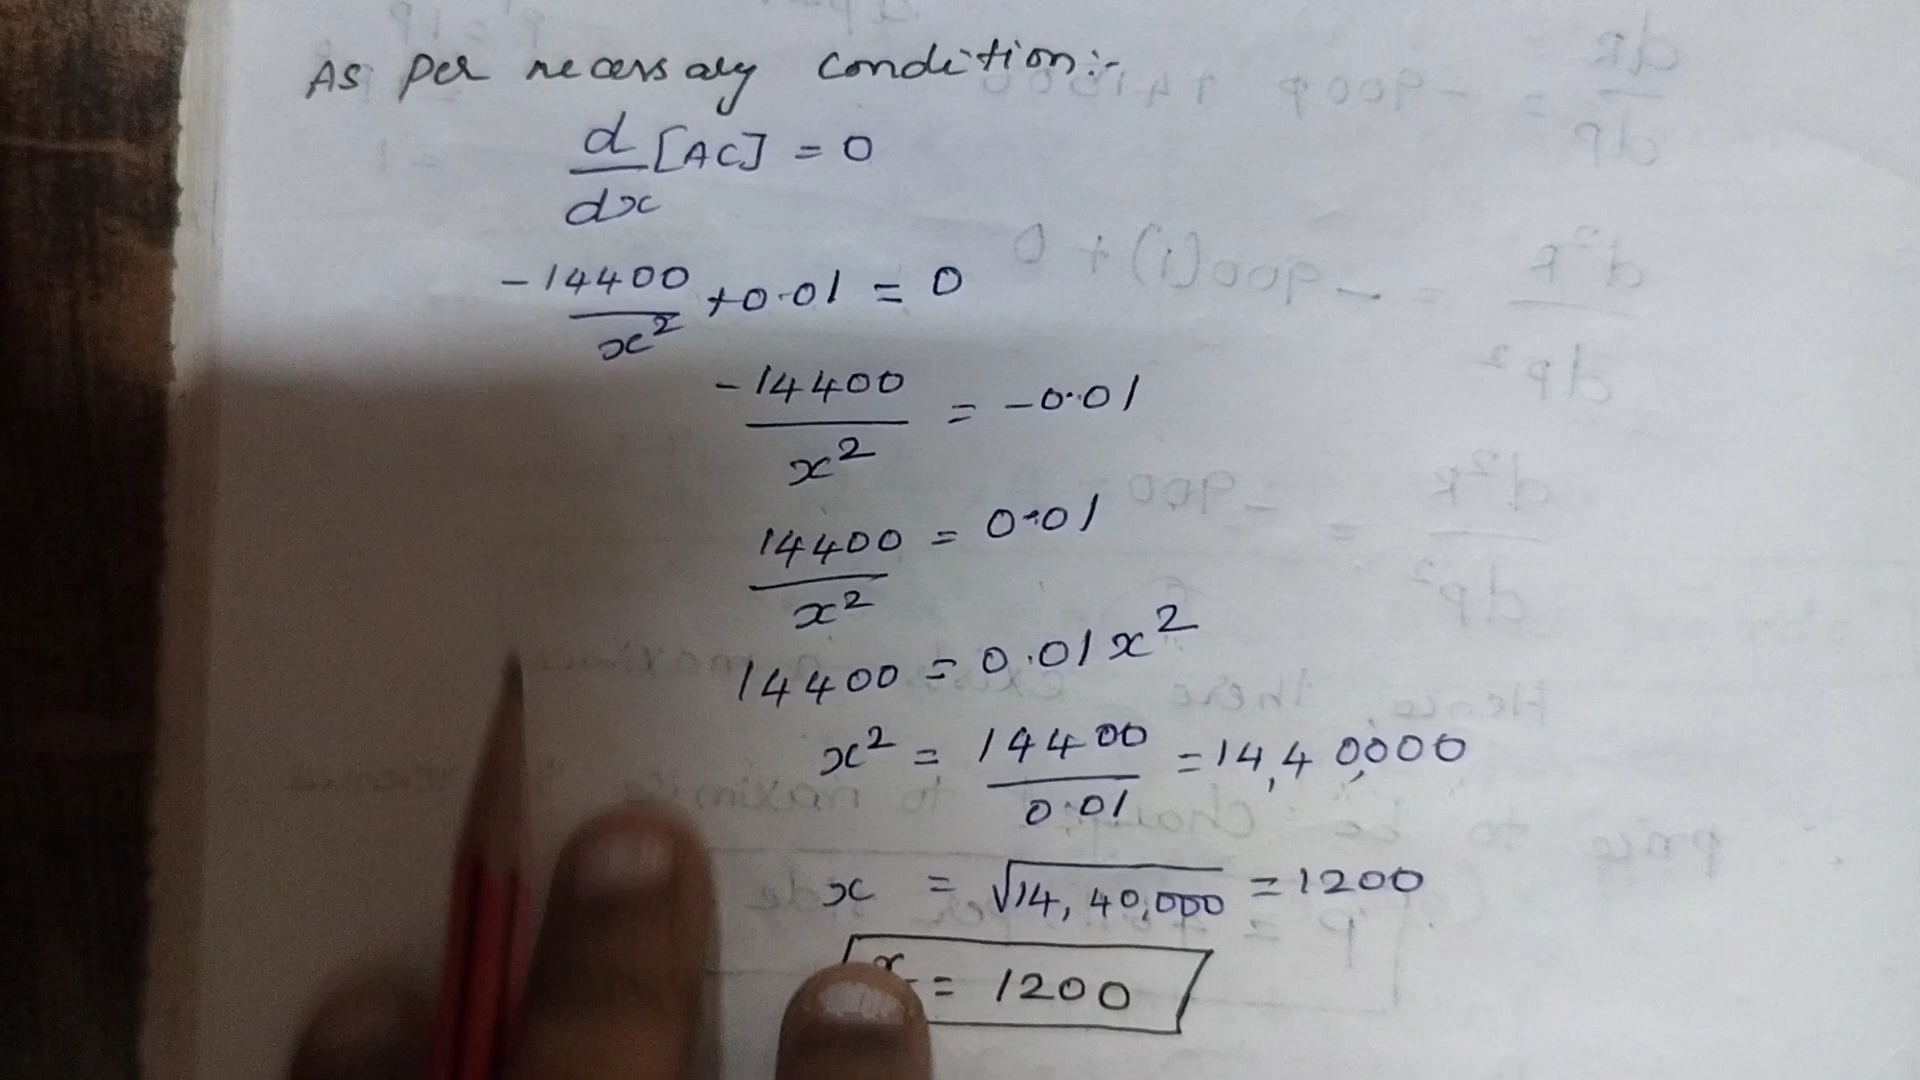 As per necessary condition:-
d/dx [AC] = 0
-14400/x² + 0.01 = 0
-14400/x² = -0.01
14400/x² = 0.01
14400 = 0.01x²
x² = 14400/0.01 = 14,40,000
x = √14,40,000 = 1200
x = 1200